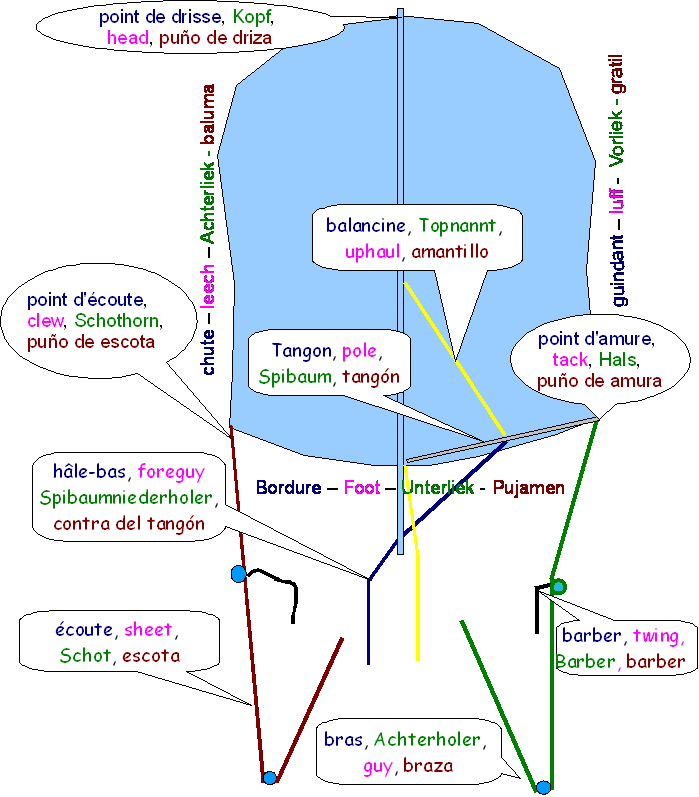 point de drisse, Kopf,
head, puño de driza
chute – leech – Achterliek - baluma
guindant – luff - Vorliek - gratil
balancine, Topnannt,
uphaul, amantillo
point d'écoute,
clew, Schothorn,
puño de escota
point d'amure,
tack, Hals,
puño de amura
Tangon, pole,
Spibaum, tangón
hâle-bas, foreguy
Spibaumniederholer,
contra del tangón
Bordure – Foot – Unterliek - Pujamen
écoute, sheet,
Schot, escota
barber, twing,
Barber, barber
bras, Achterholer,
guy, braza